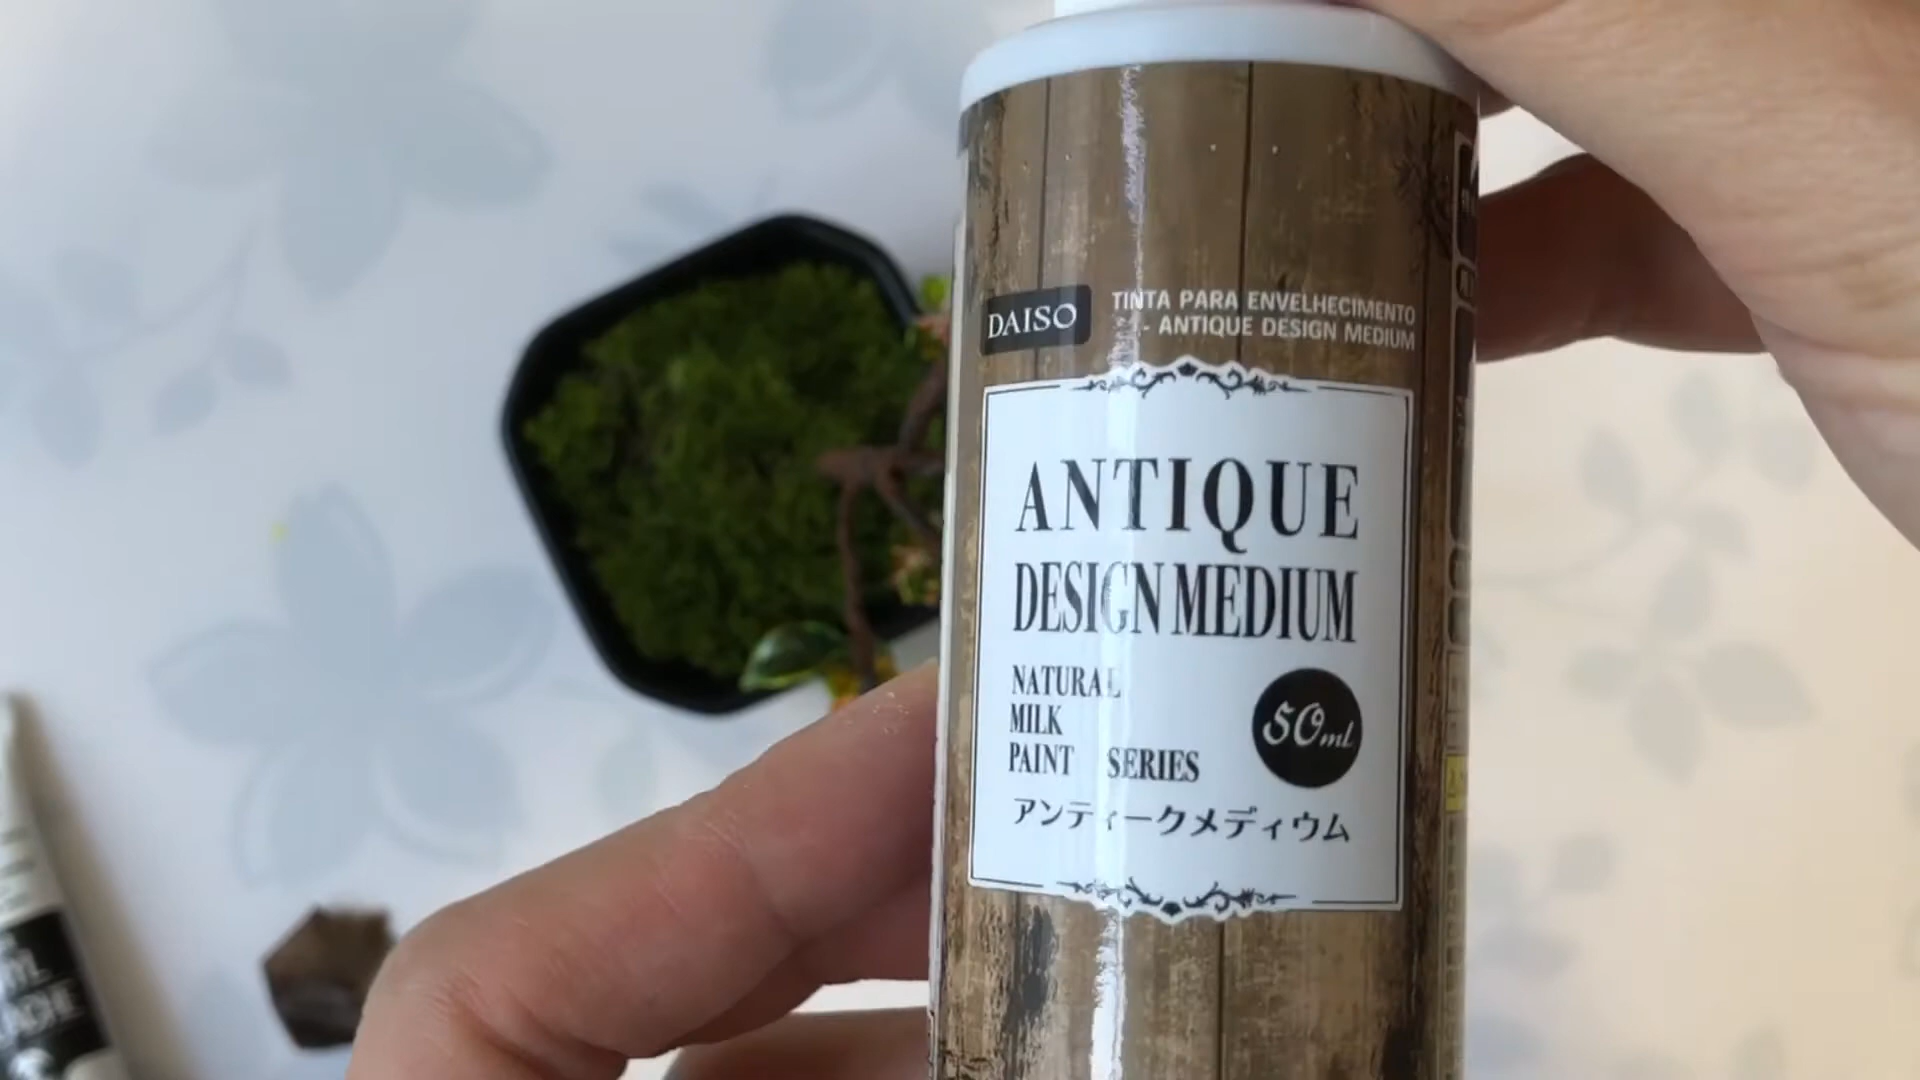 DAISO
TINTA PARA ENVELHECIMENTO
- ANTIQUE DESIGN MEDIUM
ANTIQUE
DESIGN MEDIUM
NATURAL
MILK
PAINT SERIES
50ml
アンティークメディウム